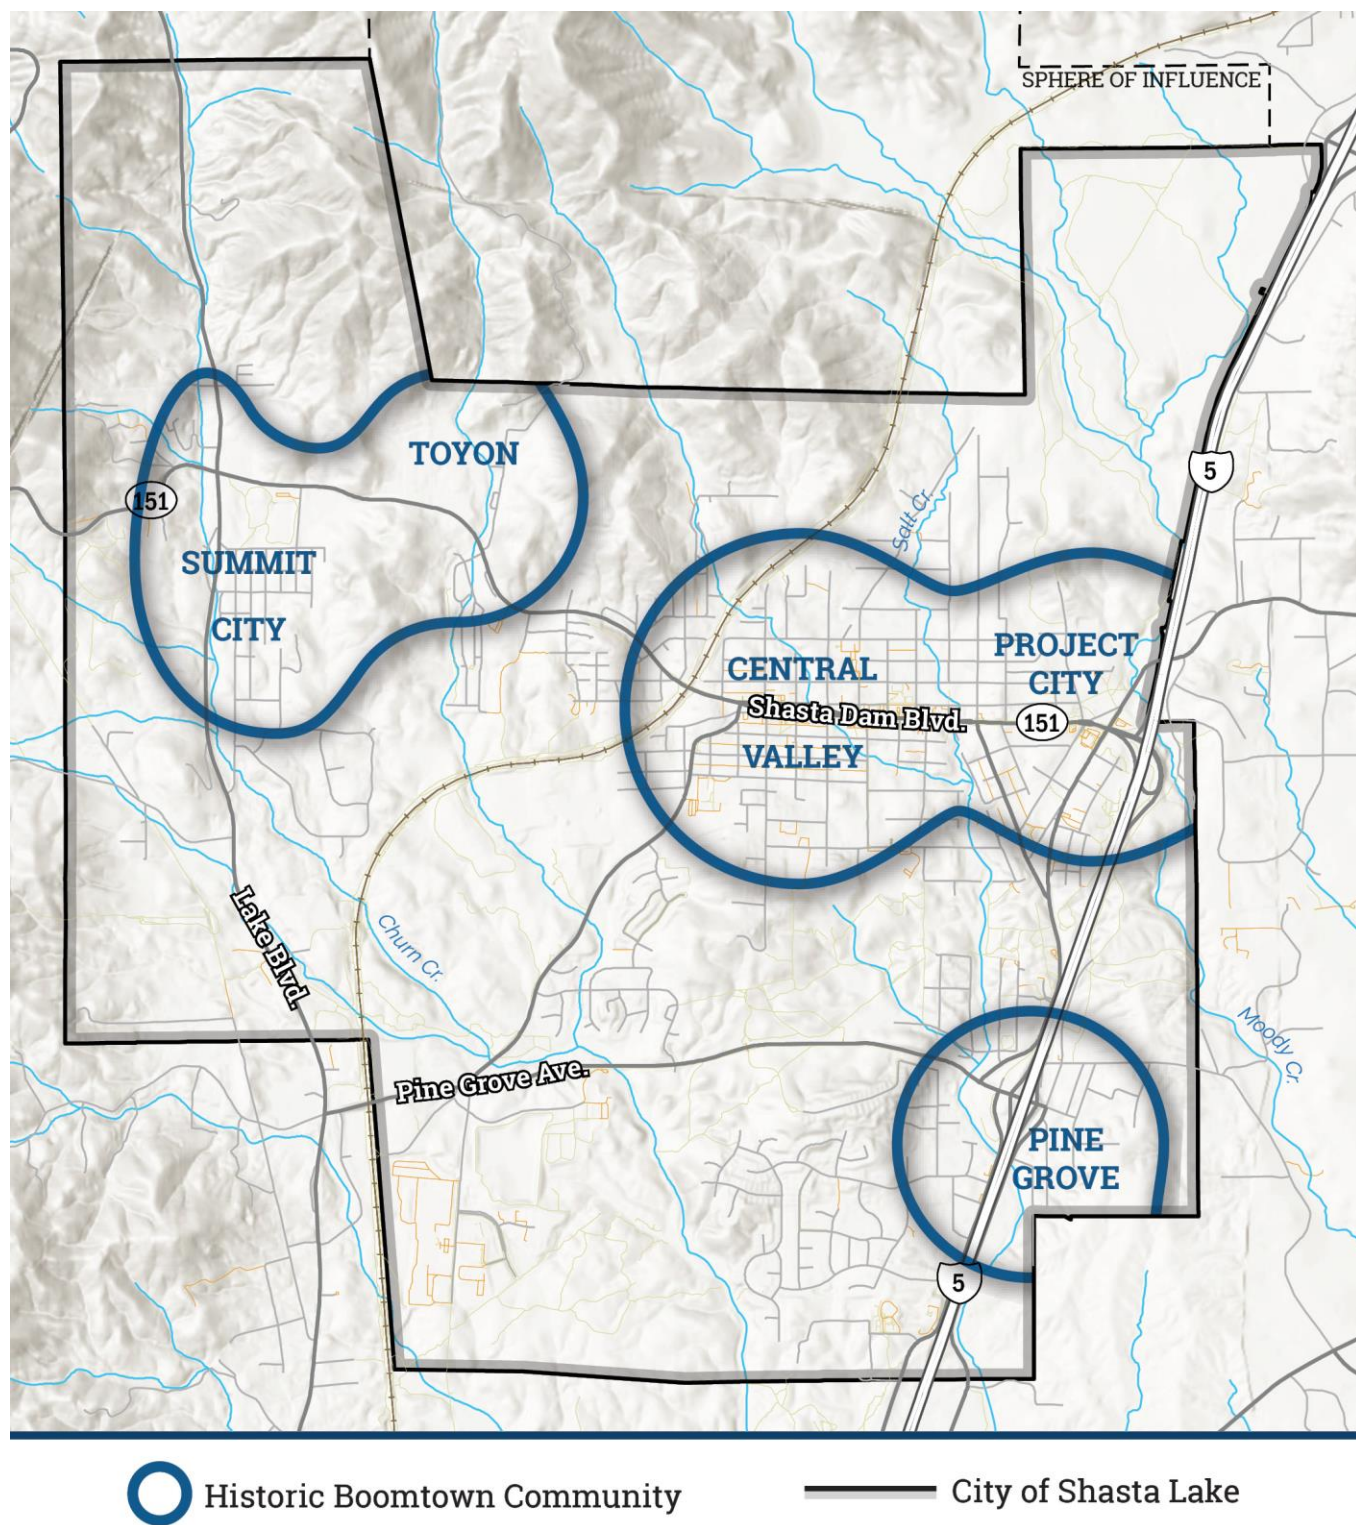 SPHERE OF INFLUENCE
TOYON
5
151
Salt Cr.
SUMMIT
CITY
PROJECT
CITY
CENTRAL
Shasta Dam Blvd.
151
VALLEY
Lake Blvd.
Churn Cr.
Moody Cr.
Pine Grove Ave.
PINE
GROVE
5
Historic Boomtown Community
City of Shasta Lake